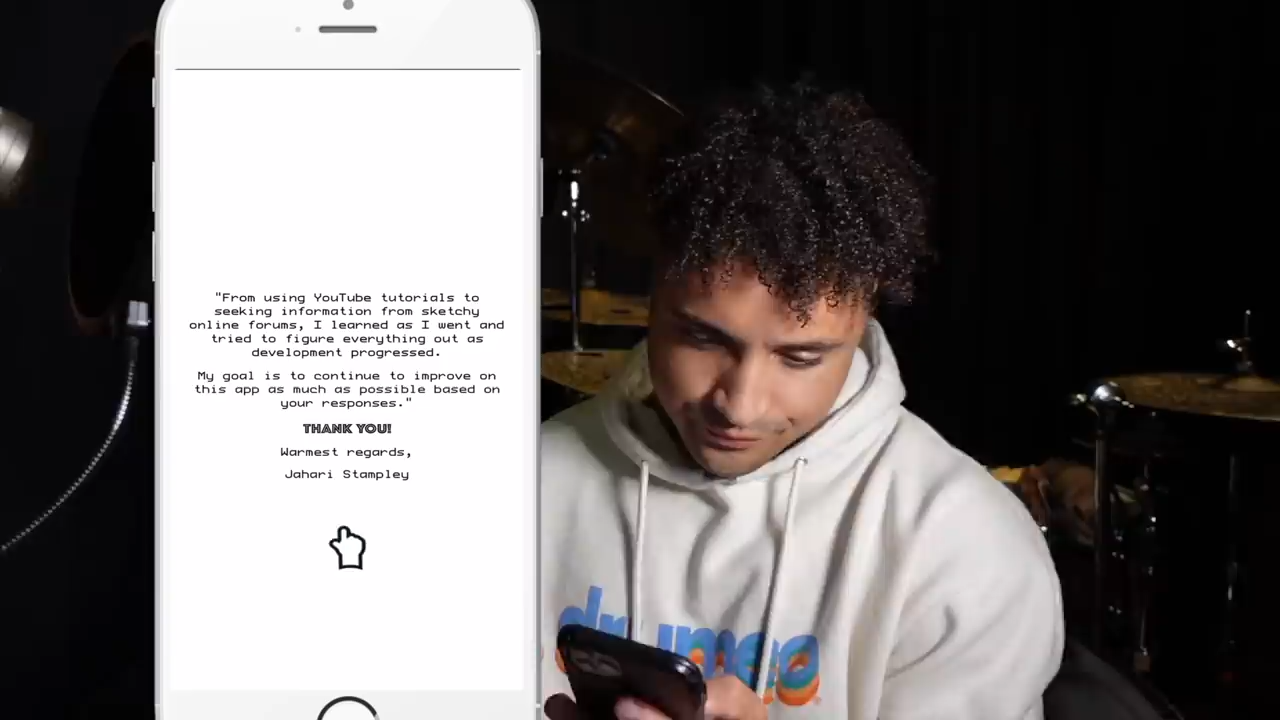 "From using YouTube tutorials to
seeking information from sketchy
online forums, I learned as I went and
tried to figure everything out as
development progressed.
My goal is to continue to improve on
this app as much as possible based on
your responses."
THANK YOU!
Warmest regards,
Jahari Stampley
drumeo